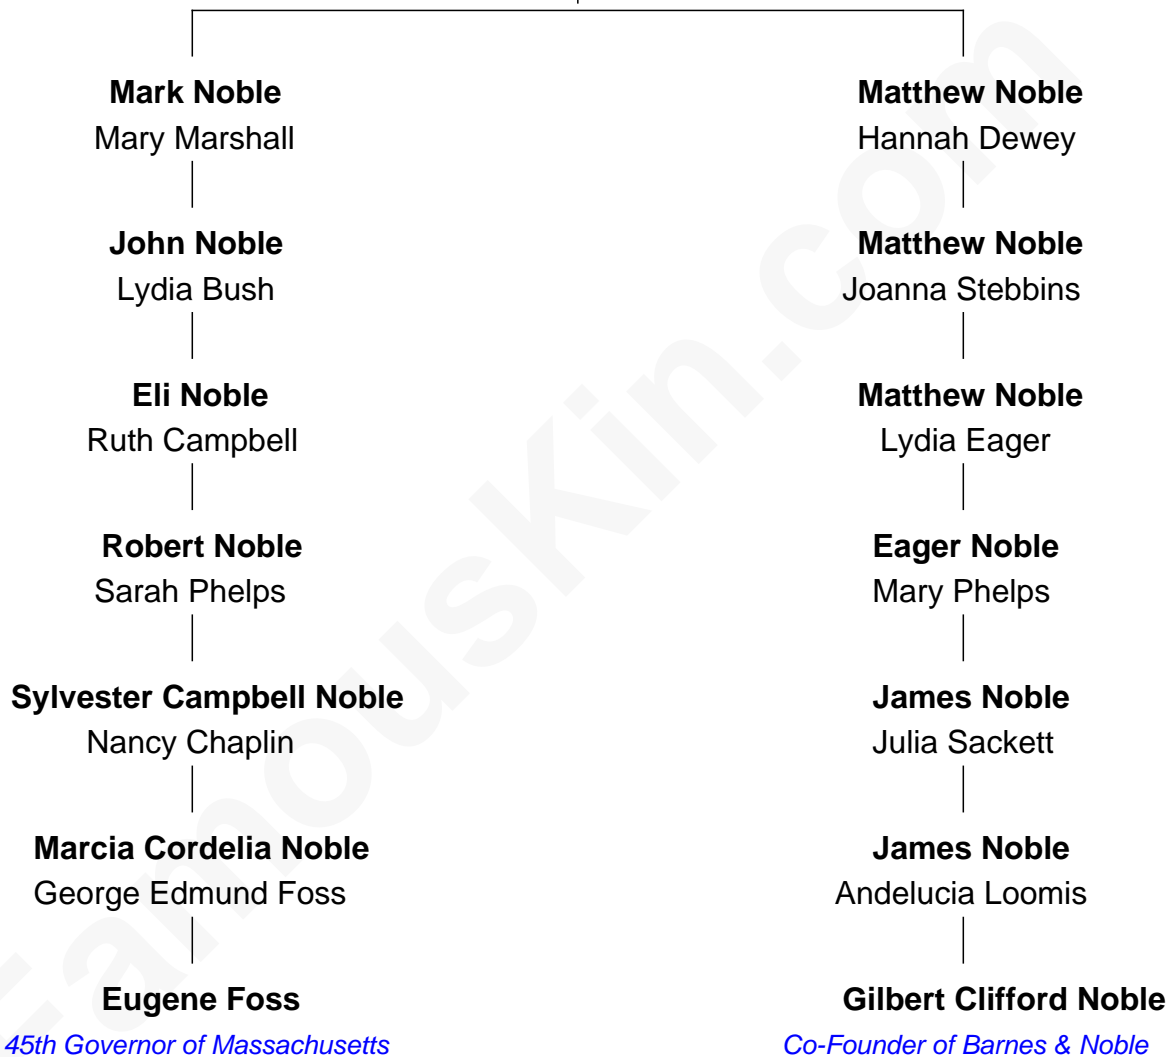 Mark Noble
Mary Marshall
Matthew Noble
Hannah Dewey
John Noble
Lydia Bush
Matthew Noble
Joanna Stebbins
Eli Noble
Ruth Campbell
Matthew Noble
Lydia Eager
Robert Noble
Sarah Phelps
Eager Noble
Mary Phelps
Sylvester Campbell Noble
Nancy Chaplin
James Noble
Julia Sackett
Marcia Cordelia Noble
George Edmund Foss
James Noble
Andelucia Loomis
Eugene Foss
45th Governor of Massachusetts
Gilbert Clifford Noble
Co-Founder of Barnes & Noble
FamousKin.com